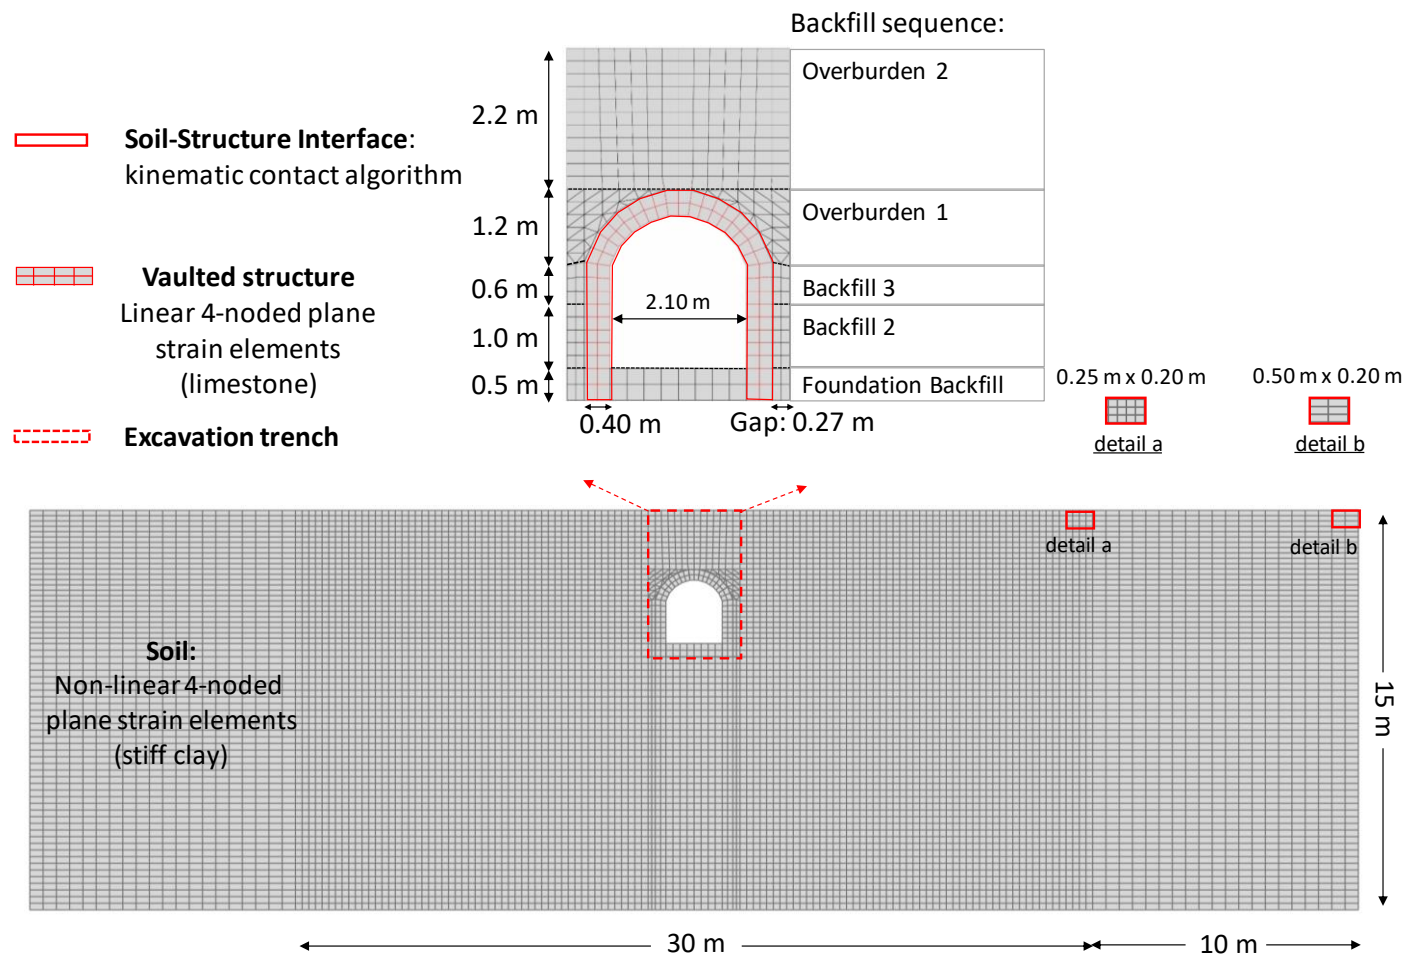 Backfill sequence:
Overburden 2
2.2 m
Soil-Structure Interface:
kinematic contact algorithm
Overburden 1
1.2 m
Vaulted structure
Linear 4-noded plane
strain elements
(limestone)
0.6 m
2.10 m
Backfill 3
1.0 m
Backfill 2
0.5 m
Foundation Backfill
0.25 m x 0.20 m
0.50 m x 0.20 m
Excavation trench
0.40 m
Gap: 0.27 m
detail a
detail b
detail a
detail b
Soil:
Non-linear 4-noded
plane strain elements
(stiff clay)
15 m
30 m
10 m